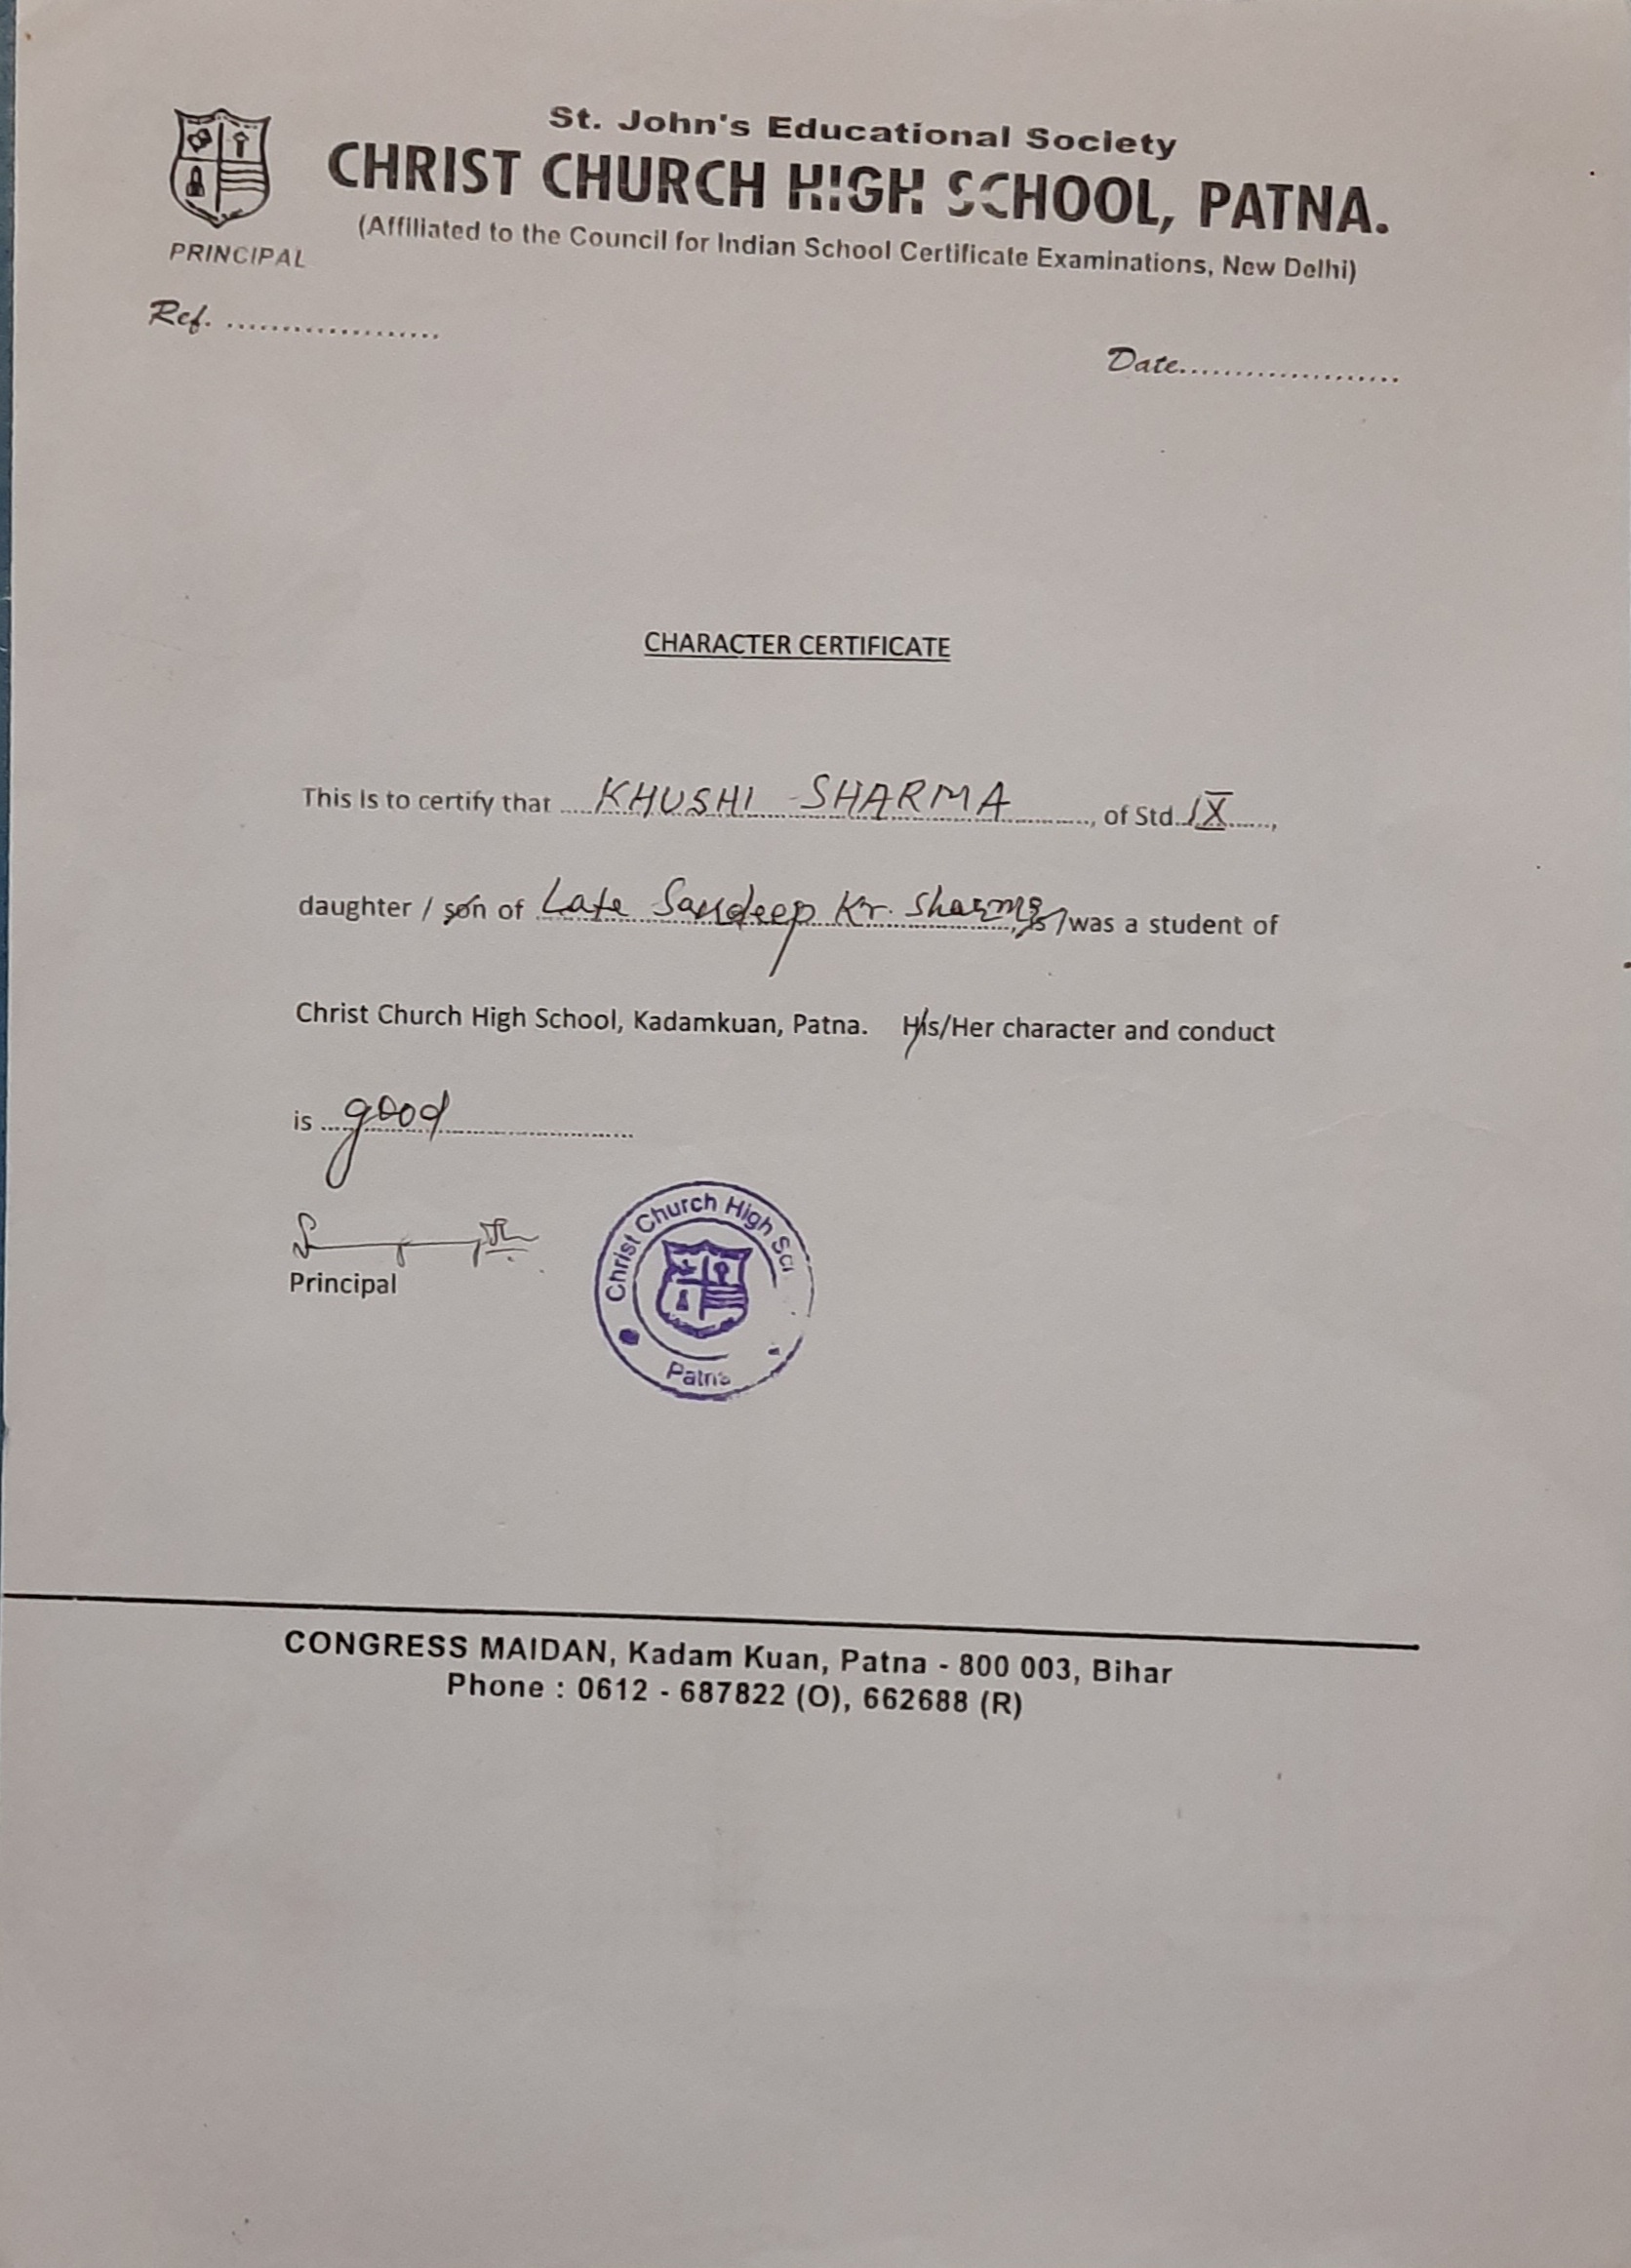 St. John's Educational Society
CHRIST CHURCH HIGH SCHOOL, PATNA.
(Affiliated to the Council for Indian School Certificate Examinations, New Delhi)
PRINCIPAL
Ref. ....................
Date.....................
CHARACTER CERTIFICATE
This Is to certify that ....KHUSHI SHARMA............, of Std..IX......,
daughter / son of Late Sandeep Kr. Sharma, is /was a student of
Christ Church High School, Kadamkuan, Patna. His/Her character and conduct
is ....good..............................
Principal
Christ Church High Sc
Patna
CONGRESS MAIDAN, Kadam Kuan, Patna - 800 003, Bihar
Phone : 0612 - 687822 (O), 662688 (R)